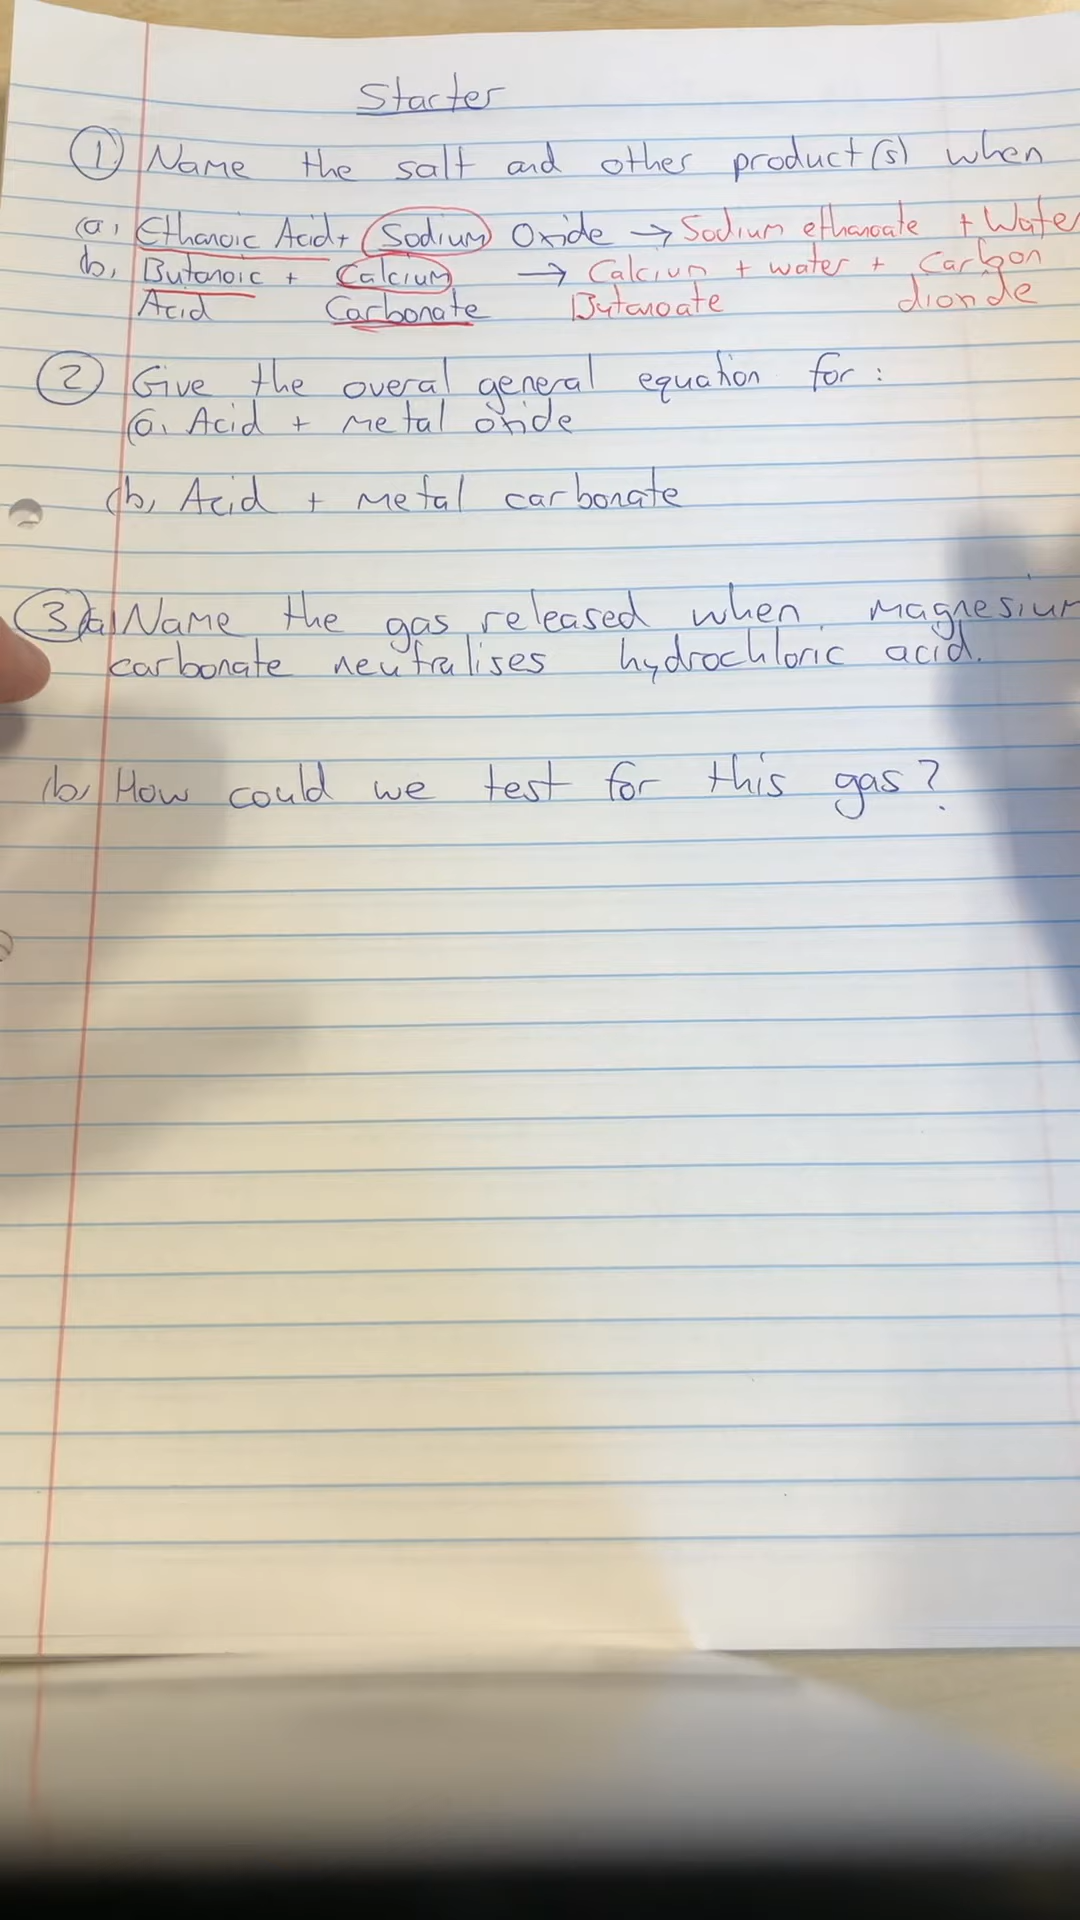 Starter
① Name the salt and other product(s) when
(a, Ethanoic Acid + Sodium Oxide → Sodium ethanoate + Water
b, Butanoic + Calcium → Calcium + water + Carbon
Acid Carbonate Butanoate dioxide
② Give the overal general equation for :
(a, Acid + Metal oxide
(b, Acid + Metal carbonate
③(a) Name the gas released when magnesium
carbonate neutralises hydrochloric acid.
(b) How could we test for this gas?